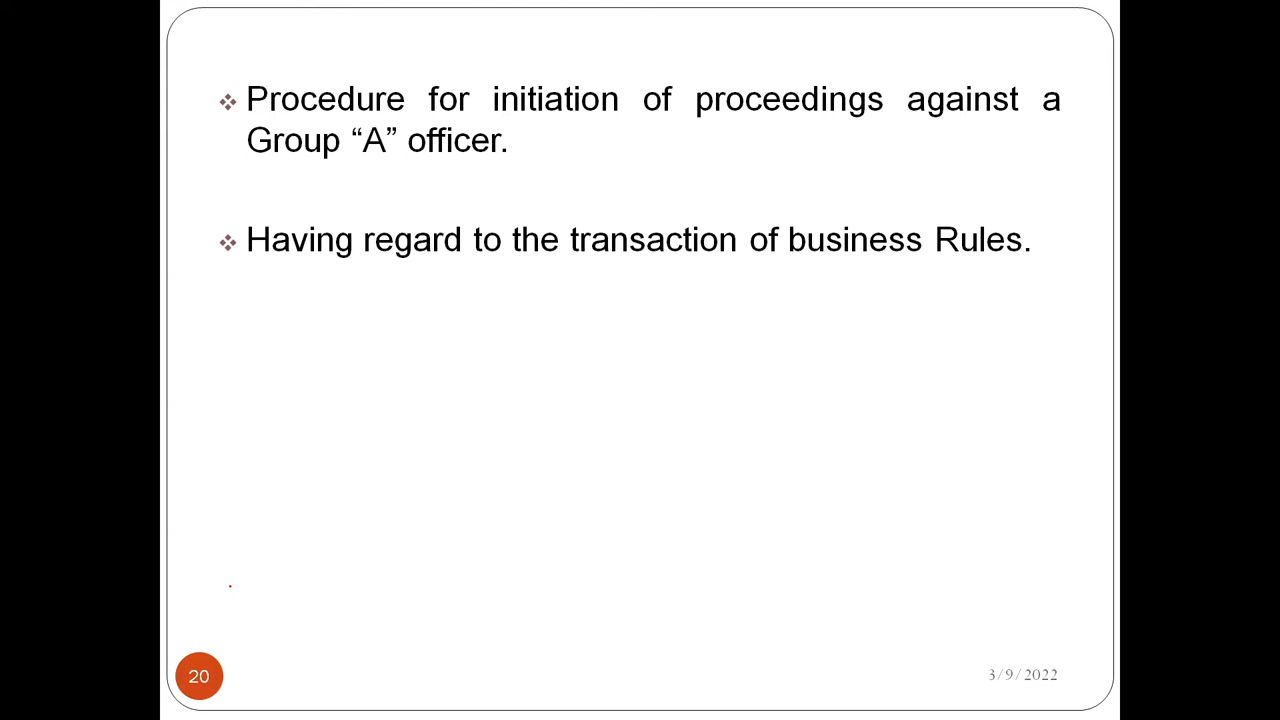 Procedure for initiation of proceedings against a
Group “A” officer.
Having regard to the transaction of business Rules.
20
3/9/2022